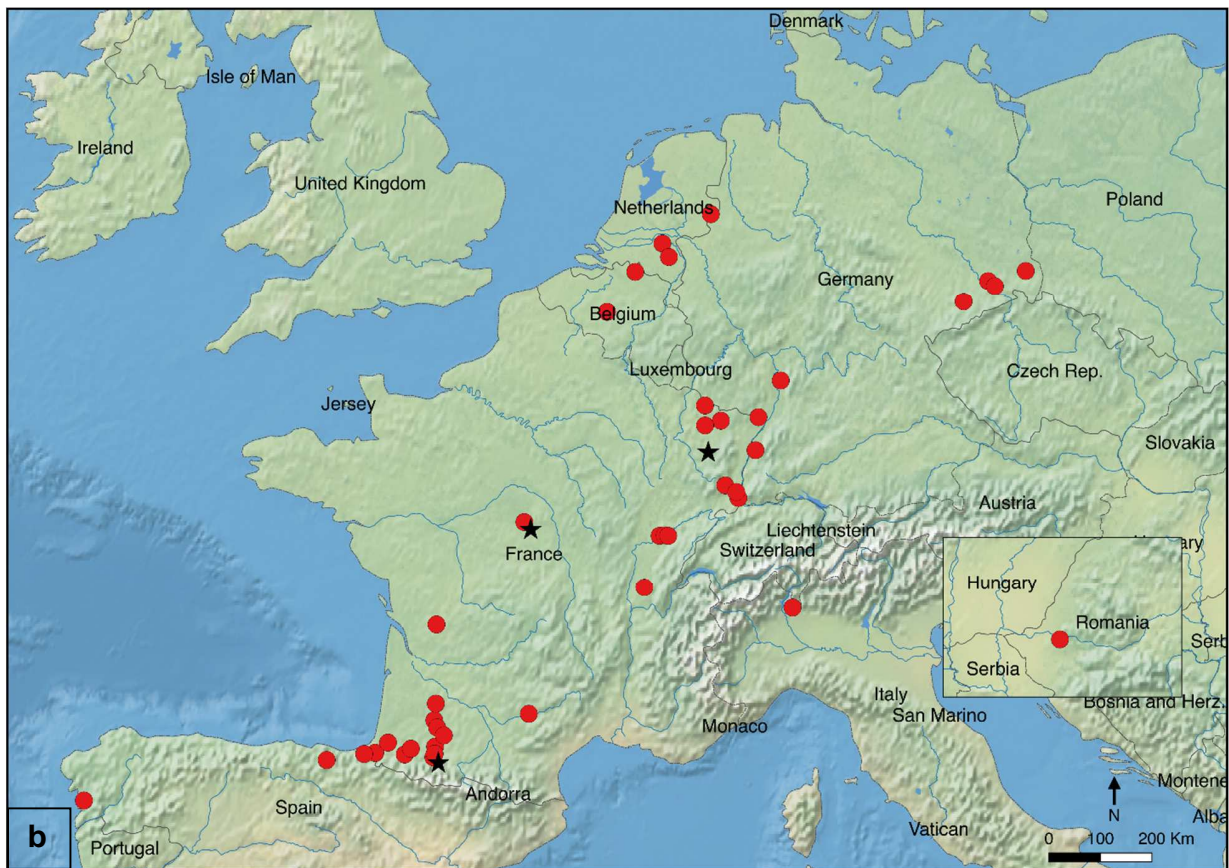 Denmark
Isle of Man
Ireland
United Kingdom
Netherlands
Poland
Germany
Belgium
Luxembourg
Czech Rep.
Jersey
Slovakia
Austria
Liechtenstein
Switzerland
France
Hungary
Romania
Serbia
Italy
San Marino
Bosnia and Herz.
Monaco
Andorra
Spain
Portugal
Vatican
N
0 100 200 Km
b